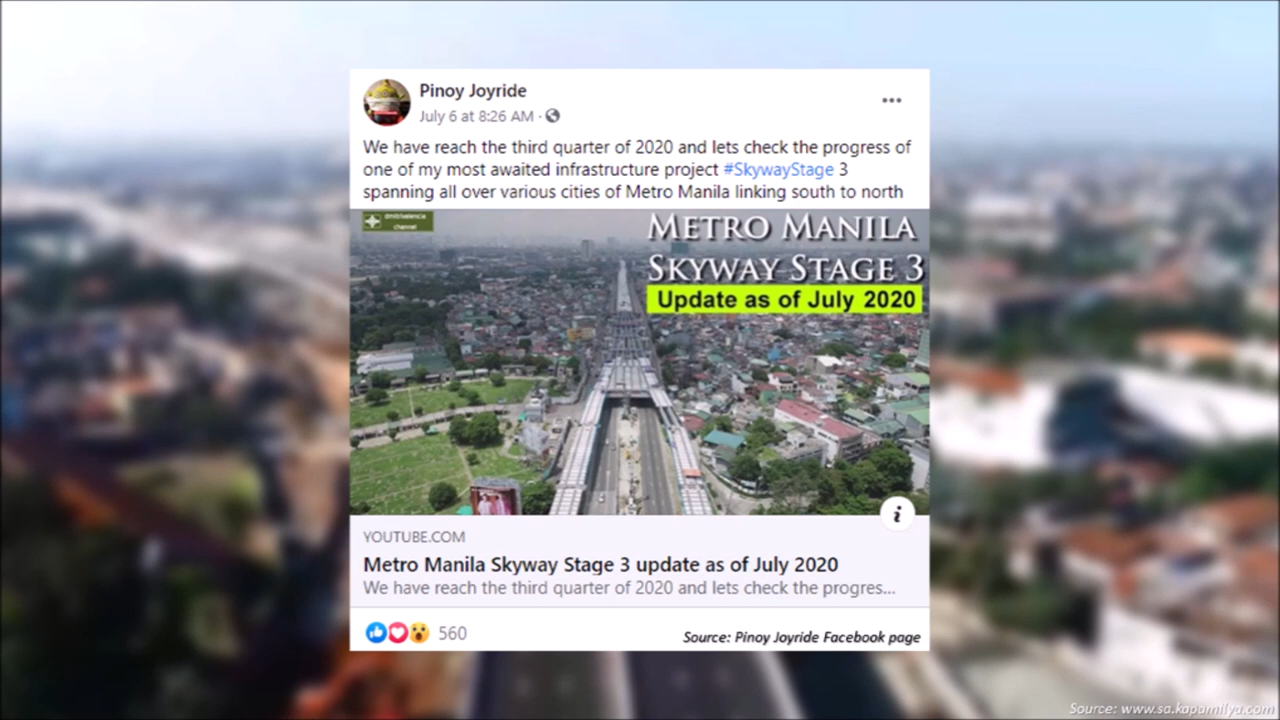 Pinoy Joyride
July 6 at 8:26 AM ·
We have reach the third quarter of 2020 and lets check the progress of
one of my most awaited infrastructure project #SkywayStage 3
spanning all over various cities of Metro Manila linking south to north
channel
METRO MANILA
SKYWAY STAGE 3
Update as of July 2020
i
YOUTUBE.COM
Metro Manila Skyway Stage 3 update as of July 2020
We have reach the third quarter of 2020 and lets check the progres...
560
Source: Pinoy Joyride Facebook page
Source: www.sa.kapamilya.com